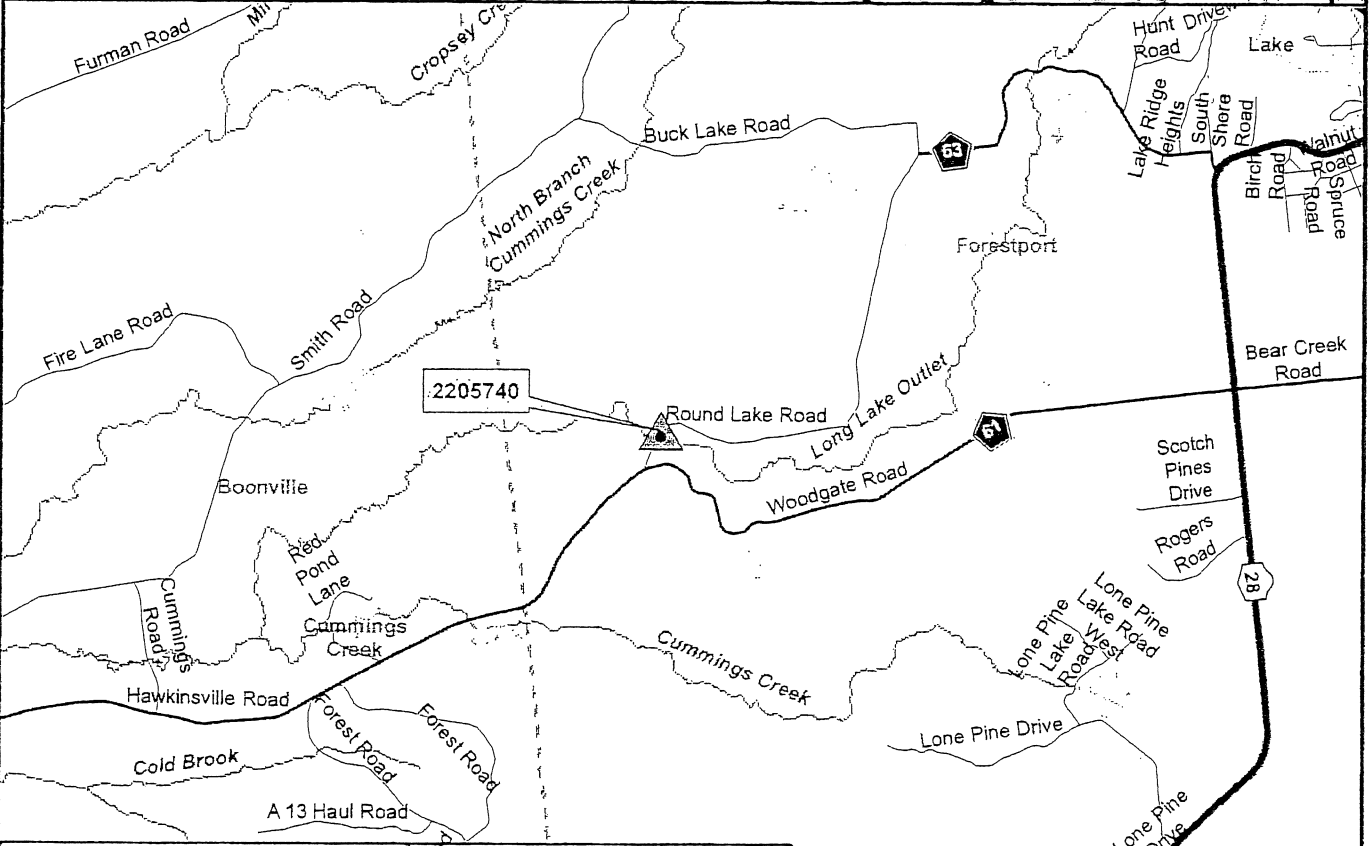 Furman Road
Cropsey
Hunt
Road
Lake
Lake Ridge
Heights
South
Shore
Road
Buck Lake Road
63
Walnut
Road
Birch
Road
Spruce
Road
North Branch
Cummings Creek
Forestport
Fire Lane Road
Smith Road
Bear Creek
Road
2205740
Round Lake Road
Long Lake Outlet
61
Woodgate Road
Scotch
Pines
Drive
Boonville
Rogers
Road
Red
Pond
Lane
28
Cummings
Road
Cummings
Creek
Lone Pine
Lake
Road
Lone Pine
Lake Road
West
Cummings Creek
Hawkinsville Road
Forest Road
Forest Road
Lone Pine Drive
Cold Brook
A 13 Haul Road
Lone Pine